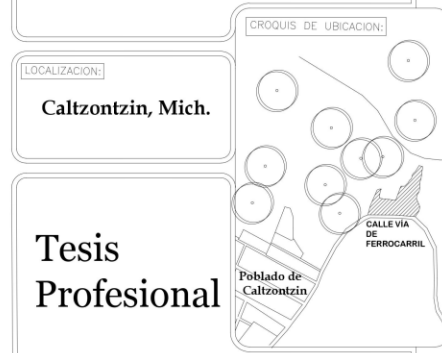 CROQUIS DE UBICACION:
LOCALIZACION:
Caltzontzin, Mich.
CALLE VÍA
DE
FERROCARRIL
Tesis
Profesional
Poblado de
Caltzontzin